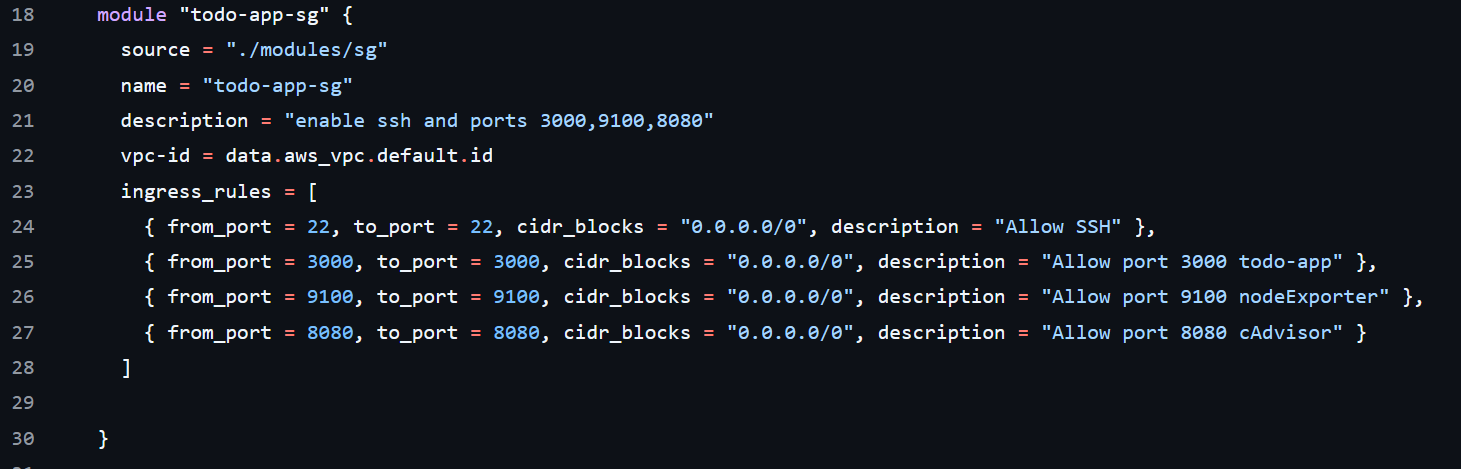 18 module "todo-app-sg" {
19 source = "./modules/sg"
20 name = "todo-app-sg"
21 description = "enable ssh and ports 3000,9100,8080"
22 vpc-id = data.aws_vpc.default.id
23 ingress_rules = [
24 { from_port = 22, to_port = 22, cidr_blocks = "0.0.0.0/0", description = "Allow SSH" },
25 { from_port = 3000, to_port = 3000, cidr_blocks = "0.0.0.0/0", description = "Allow port 3000 todo-app" },
26 { from_port = 9100, to_port = 9100, cidr_blocks = "0.0.0.0/0", description = "Allow port 9100 nodeExporter" },
27 { from_port = 8080, to_port = 8080, cidr_blocks = "0.0.0.0/0", description = "Allow port 8080 cAdvisor" }
28 ]
29
30 }